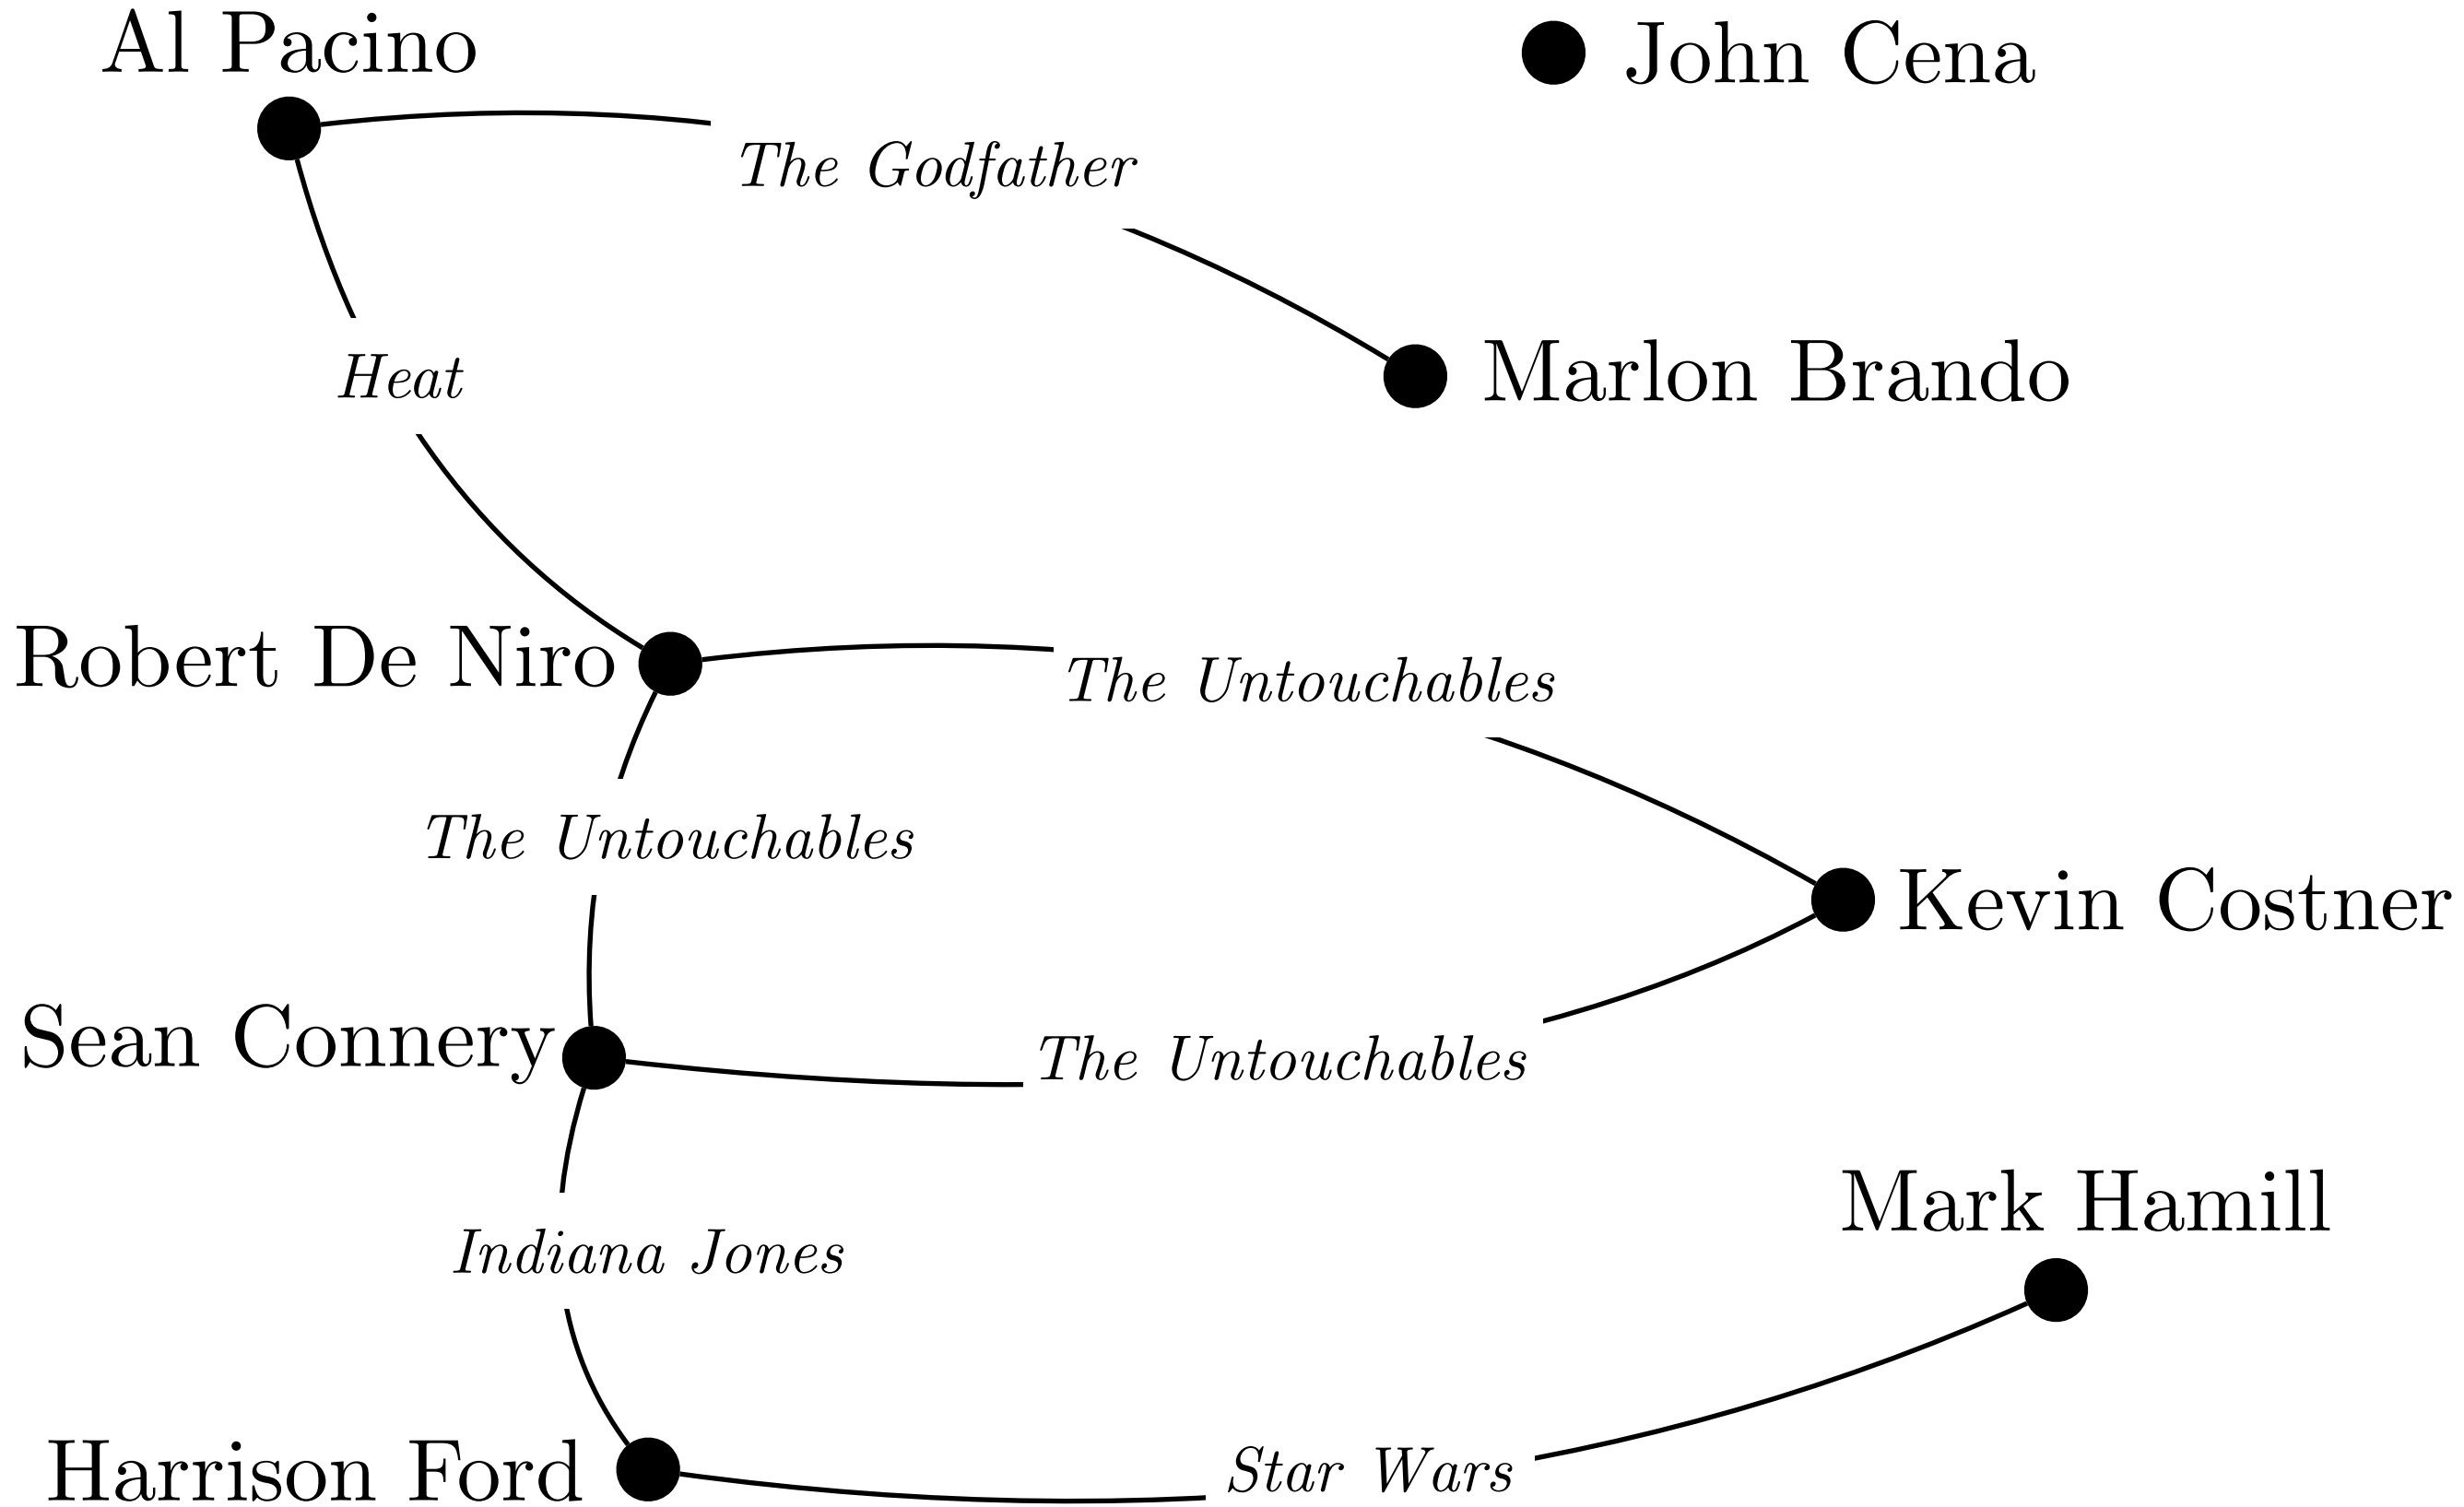 Al Pacino
John Cena
The Godfather
Marlon Brando
Heat
Robert De Niro
The Untouchables
The Untouchables
Kevin Costner
Sean Connery
The Untouchables
Mark Hamill
Indiana Jones
Harrison Ford
Star Wars